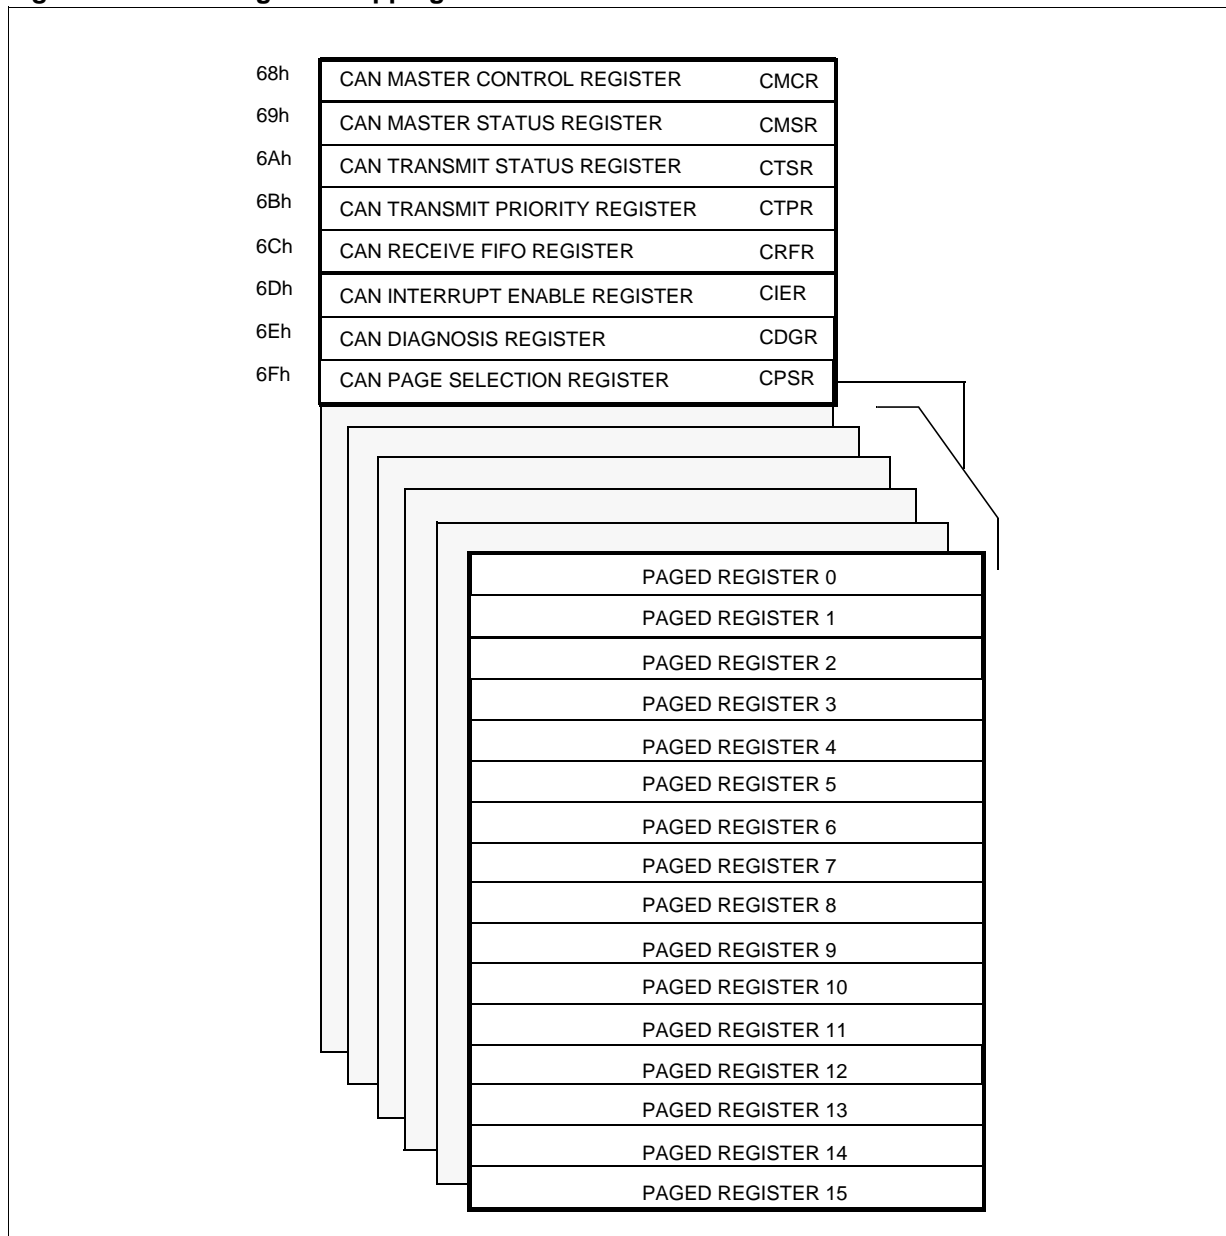 68h CAN MASTER CONTROL REGISTER CMCR
69h CAN MASTER STATUS REGISTER CMSR
6Ah CAN TRANSMIT STATUS REGISTER CTSR
6Bh CAN TRANSMIT PRIORITY REGISTER CTPR
6Ch CAN RECEIVE FIFO REGISTER CRFR
6Dh CAN INTERRUPT ENABLE REGISTER CIER
6Eh CAN DIAGNOSIS REGISTER CDGR
6Fh CAN PAGE SELECTION REGISTER CPSR
PAGED REGISTER 0
PAGED REGISTER 1
PAGED REGISTER 2
PAGED REGISTER 3
PAGED REGISTER 4
PAGED REGISTER 5
PAGED REGISTER 6
PAGED REGISTER 7
PAGED REGISTER 8
PAGED REGISTER 9
PAGED REGISTER 10
PAGED REGISTER 11
PAGED REGISTER 12
PAGED REGISTER 13
PAGED REGISTER 14
PAGED REGISTER 15